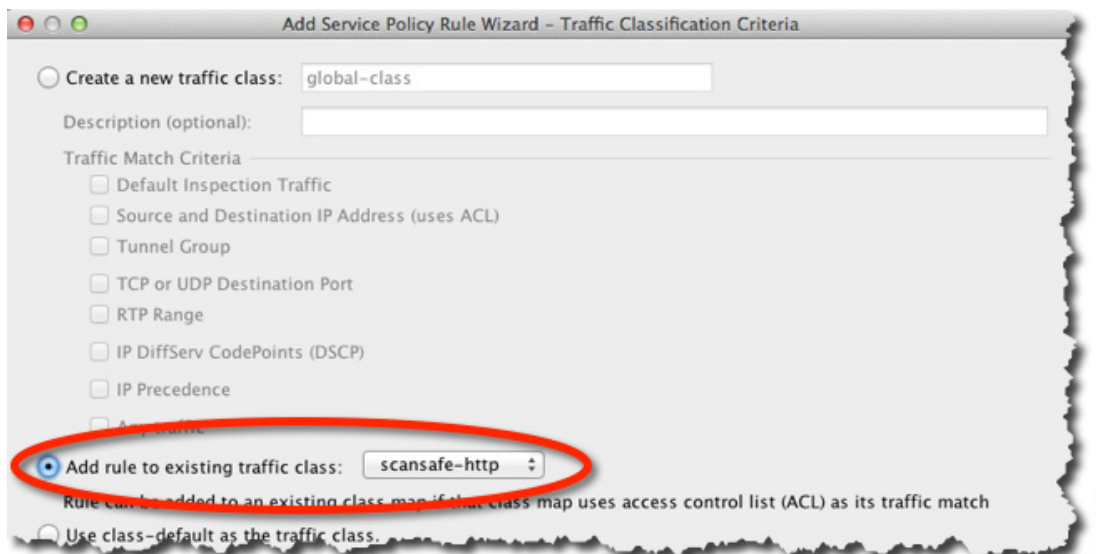 Add Service Policy Rule Wizard – Traffic Classification Criteria
Create a new traffic class: global-class
Description (optional):
Traffic Match Criteria
Default Inspection Traffic
Source and Destination IP Address (uses ACL)
Tunnel Group
TCP or UDP Destination Port
RTP Range
IP DiffServ CodePoints (DSCP)
IP Precedence
Any traffic
Add rule to existing traffic class: scansafe-http
Rule can be added to an existing class map if that class map uses access control list (ACL) as its traffic match
Use class-default as the traffic class.